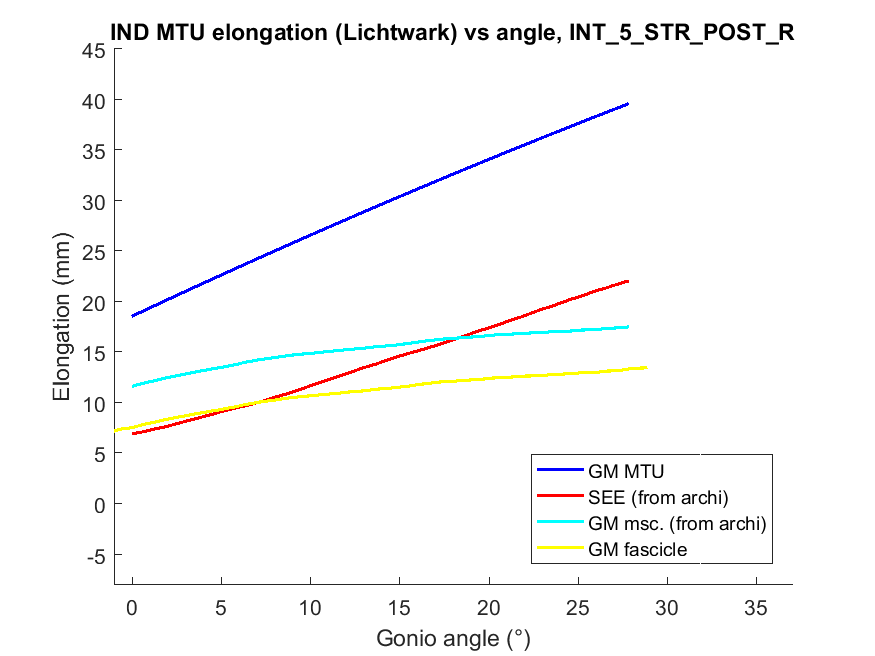 IND MTU elongation (Lichtwark) vs angle, INT_5_STR_POST_R
45
40
35
30
25
20
15
10
5
0
-5
Elongation (mm)
0 5 10 15 20 25 30 35
Gonio angle (°)
GM MTU
SEE (from archi)
GM msc. (from archi)
GM fascicle